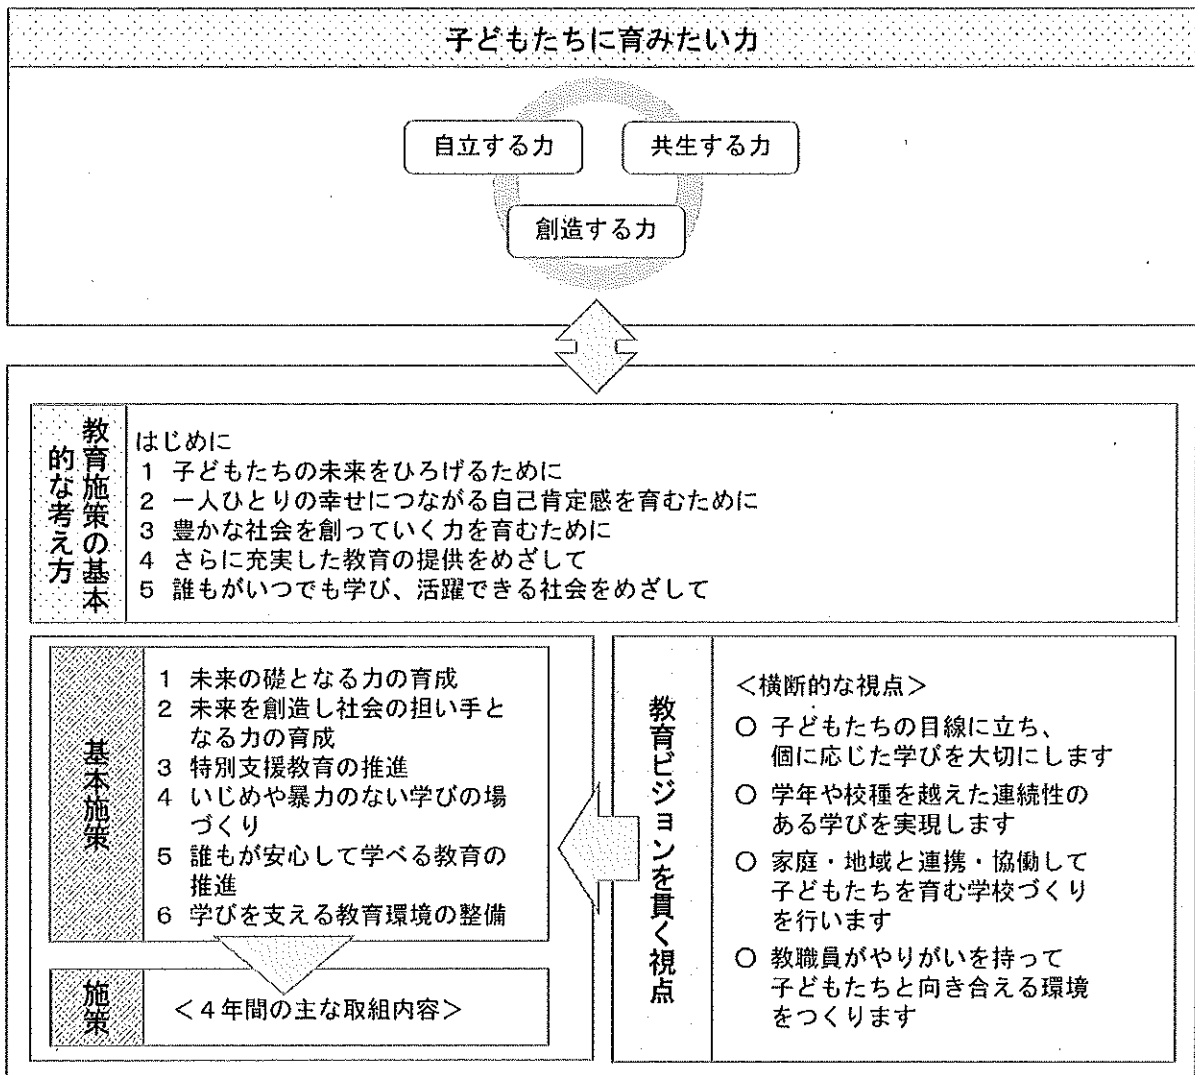 子どもたちに育みたい力
自立する力
共生する力
創造する力
教育施策の基本
的な考え方
はじめに
1 子どもたちの未来をひろげるために
2 一人ひとりの幸せにつながる自己肯定感を育むために
3 豊かな社会を創っていく力を育むために
4 さらに充実した教育の提供をめざして
5 誰もがいつでも学び、活躍できる社会をめざして
基本施策
1 未来の礎となる力の育成
2 未来を創造し社会の担い手と
なる力の育成
3 特別支援教育の推進
4 いじめや暴力のない学びの場
づくり
5 誰もが安心して学べる教育の
推進
6 学びを支える教育環境の整備
施策
＜４年間の主な取組内容＞
教育ビジョンを貫く視点
＜横断的な視点＞
○ 子どもたちの目線に立ち、
個に応じた学びを大切にします
○ 学年や校種を越えた連続性の
ある学びを実現します
○ 家庭・地域と連携・協働して
子どもたちを育む学校づくり
を行います
○ 教職員がやりがいを持って
子どもたちと向き合える環境
をつくります